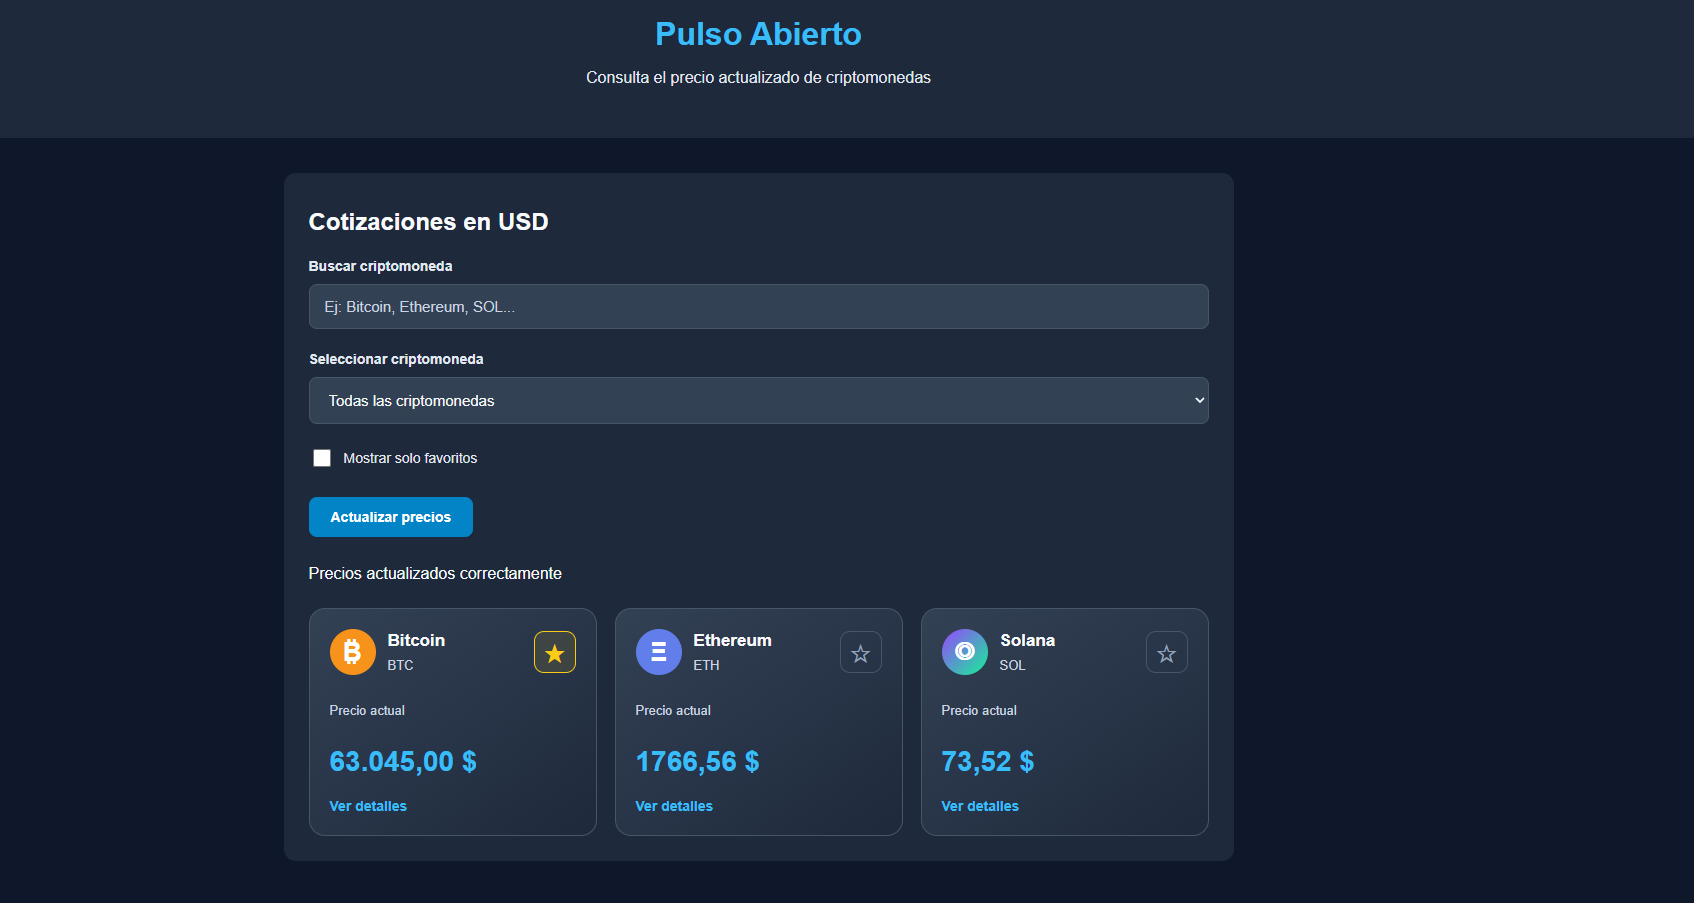 Pulso Abierto
Consulta el precio actualizado de criptomonedas
Cotizaciones en USD
Buscar criptomoneda
Ej: Bitcoin, Ethereum, SOL...
Seleccionar criptomoneda
Todas las criptomonedas
Mostrar solo favoritos
Actualizar precios
Precios actualizados correctamente
Bitcoin
BTC
Precio actual
63.045,00 $
Ver detalles
Ethereum
ETH
Precio actual
1766,56 $
Ver detalles
Solana
SOL
Precio actual
73,52 $
Ver detalles